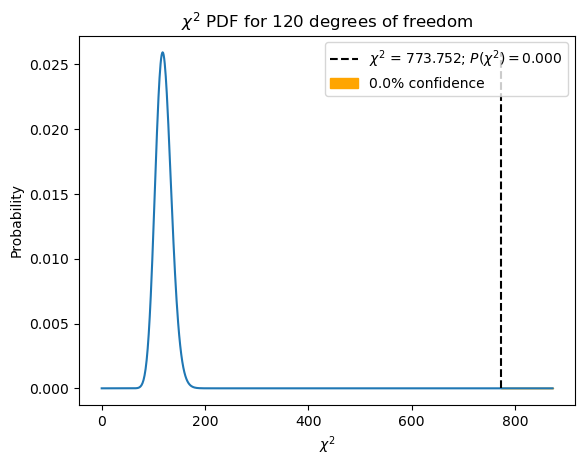 χ² PDF for 120 degrees of freedom
χ² = 773.752; P(χ²) = 0.000
0.0% confidence
Probability
0.025
0.020
0.015
0.010
0.005
0.000
0 200 400 600 800
χ²